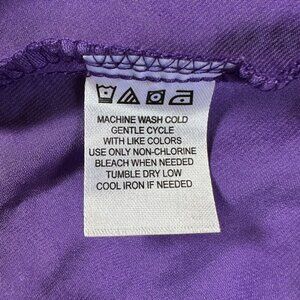 MACHINE WASH COLD
GENTLE CYCLE
WITH LIKE COLORS
USE ONLY NON-CHLORINE
BLEACH WHEN NEEDED
TUMBLE DRY LOW
COOL IRON IF NEEDED